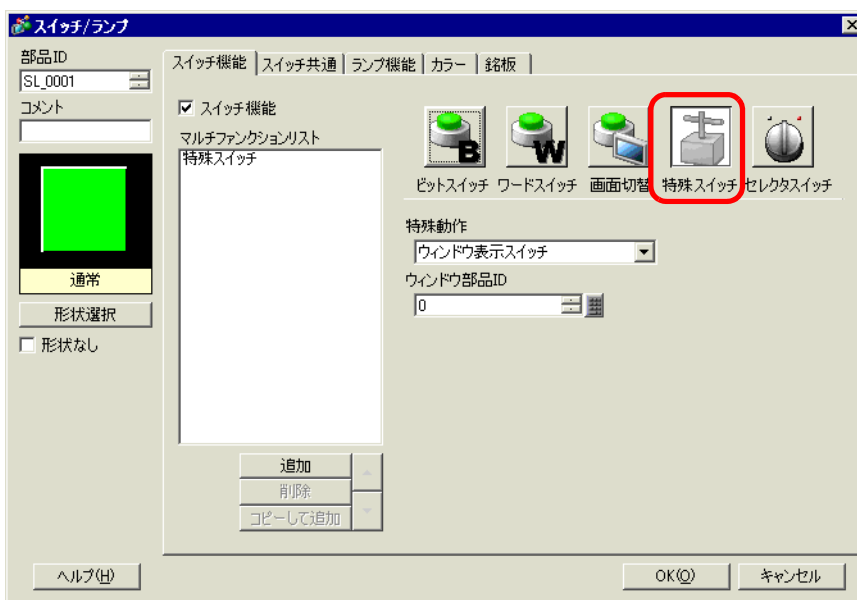 スイッチ/ランプ
部品ID
SL_0001
コメント
通常
形状選択
形状なし
スイッチ機能
スイッチ共通
ランプ機能
カラー
銘板
スイッチ機能
マルチファンクションリスト
特殊スイッチ
追加
削除
コピーして追加
B
W
ビットスイッチ
ワードスイッチ
画面切替
特殊スイッチ
セレクタスイッチ
特殊動作
ウィンドウ表示スイッチ
ウィンドウ部品ID
0
ヘルプ(H)
OK(O)
キャンセル